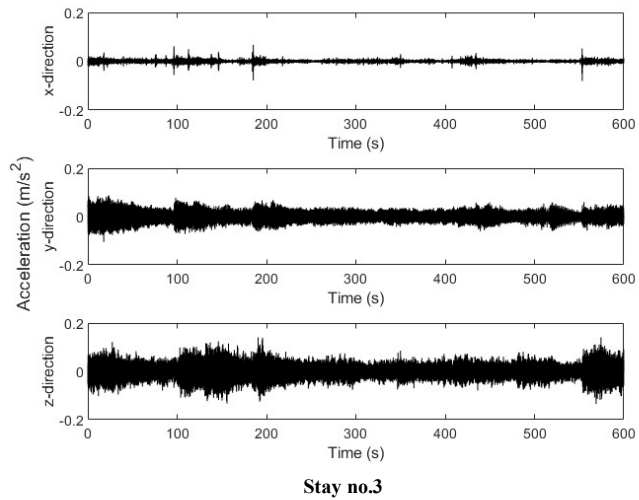 0.2
0
-0.2
x-direction
0 100 200 300 400 500 600
Time (s)
Acceleration (m/s²)
0.2
0
-0.2
y-direction
0 100 200 300 400 500 600
Time (s)
0.2
0
-0.2
z-direction
0 100 200 300 400 500 600
Time (s)
Stay no.3